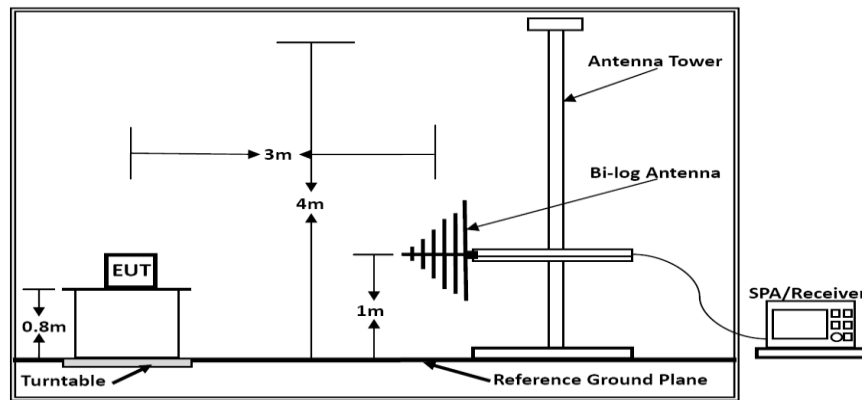 Antenna Tower
3m
Bi-log Antenna
4m
EUT
SPA/Receiver
0.8m
1m
Turntable
Reference Ground Plane